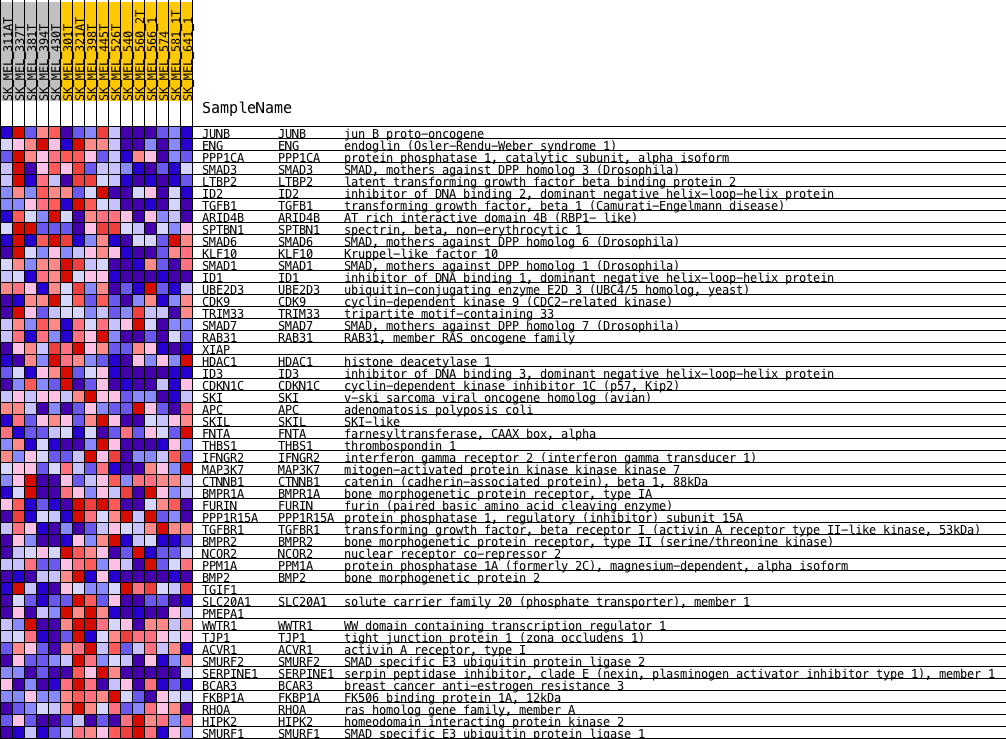 SK_MEL_311AT
SK_MEL_337T
SK_MEL_381T
SK_MEL_394T
SK_MEL_430T
SK_MEL_301T
SK_MEL_321AT
SK_MEL_398T
SK_MEL_445T
SK_MEL_526T
SK_MEL_540
SK_MEL_560_2T
SK_MEL_566_1
SK_MEL_574
SK_MEL_581_1T
SK_MEL_641_1
SampleName
JUNB JUNB jun B proto-oncogene
ENG ENG endoglin (Osler-Rendu-Weber syndrome 1)
PPP1CA PPP1CA protein phosphatase 1, catalytic subunit, alpha isoform
SMAD3 SMAD3 SMAD, mothers against DPP homolog 3 (Drosophila)
LTBP2 LTBP2 latent transforming growth factor beta binding protein 2
ID2 ID2 inhibitor of DNA binding 2, dominant negative helix-loop-helix protein
TGFB1 TGFB1 transforming growth factor, beta 1 (Camurati-Engelmann disease)
ARID4B ARID4B AT rich interactive domain 4B (RBP1- like)
SPTBN1 SPTBN1 spectrin, beta, non-erythrocytic 1
SMAD6 SMAD6 SMAD, mothers against DPP homolog 6 (Drosophila)
KLF10 KLF10 Kruppel-like factor 10
SMAD1 SMAD1 SMAD, mothers against DPP homolog 1 (Drosophila)
ID1 ID1 inhibitor of DNA binding 1, dominant negative helix-loop-helix protein
UBE2D3 UBE2D3 ubiquitin-conjugating enzyme E2D 3 (UBC4/5 homolog, yeast)
CDK9 CDK9 cyclin-dependent kinase 9 (CDC2-related kinase)
TRIM33 TRIM33 tripartite motif-containing 33
SMAD7 SMAD7 SMAD, mothers against DPP homolog 7 (Drosophila)
RAB31 RAB31 RAB31, member RAS oncogene family
XIAP
HDAC1 HDAC1 histone deacetylase 1
ID3 ID3 inhibitor of DNA binding 3, dominant negative helix-loop-helix protein
CDKN1C CDKN1C cyclin-dependent kinase inhibitor 1C (p57, Kip2)
SKI SKI v-ski sarcoma viral oncogene homolog (avian)
APC APC adenomatosis polyposis coli
SKIL SKIL SKI-like
FNTA FNTA farnesyltransferase, CAAX box, alpha
THBS1 THBS1 thrombospondin 1
IFNGR2 IFNGR2 interferon gamma receptor 2 (interferon gamma transducer 1)
MAP3K7 MAP3K7 mitogen-activated protein kinase kinase kinase 7
CTNNB1 CTNNB1 catenin (cadherin-associated protein), beta 1, 88kDa
BMPR1A BMPR1A bone morphogenetic protein receptor, type IA
FURIN FURIN furin (paired basic amino acid cleaving enzyme)
PPP1R15A PPP1R15A protein phosphatase 1, regulatory (inhibitor) subunit 15A
TGFBR1 TGFBR1 transforming growth factor, beta receptor I (activin A receptor type II-like kinase, 53kDa)
BMPR2 BMPR2 bone morphogenetic protein receptor, type II (serine/threonine kinase)
NCOR2 NCOR2 nuclear receptor co-repressor 2
PPM1A PPM1A protein phosphatase 1A (formerly 2C), magnesium-dependent, alpha isoform
BMP2 BMP2 bone morphogenetic protein 2
TGIF1
SLC20A1 SLC20A1 solute carrier family 20 (phosphate transporter), member 1
PMEPA1
WWTR1 WWTR1 WW domain containing transcription regulator 1
TJP1 TJP1 tight junction protein 1 (zona occludens 1)
ACVR1 ACVR1 activin A receptor, type I
SMURF2 SMURF2 SMAD specific E3 ubiquitin protein ligase 2
SERPINE1 SERPINE1 serpin peptidase inhibitor, clade E (nexin, plasminogen activator inhibitor type 1), member 1
BCAR3 BCAR3 breast cancer anti-estrogen resistance 3
FKBP1A FKBP1A FK506 binding protein 1A, 12kDa
RHOA RHOA ras homolog gene family, member A
HIPK2 HIPK2 homeodomain interacting protein kinase 2
SMURF1 SMURF1 SMAD specific E3 ubiquitin protein ligase 1